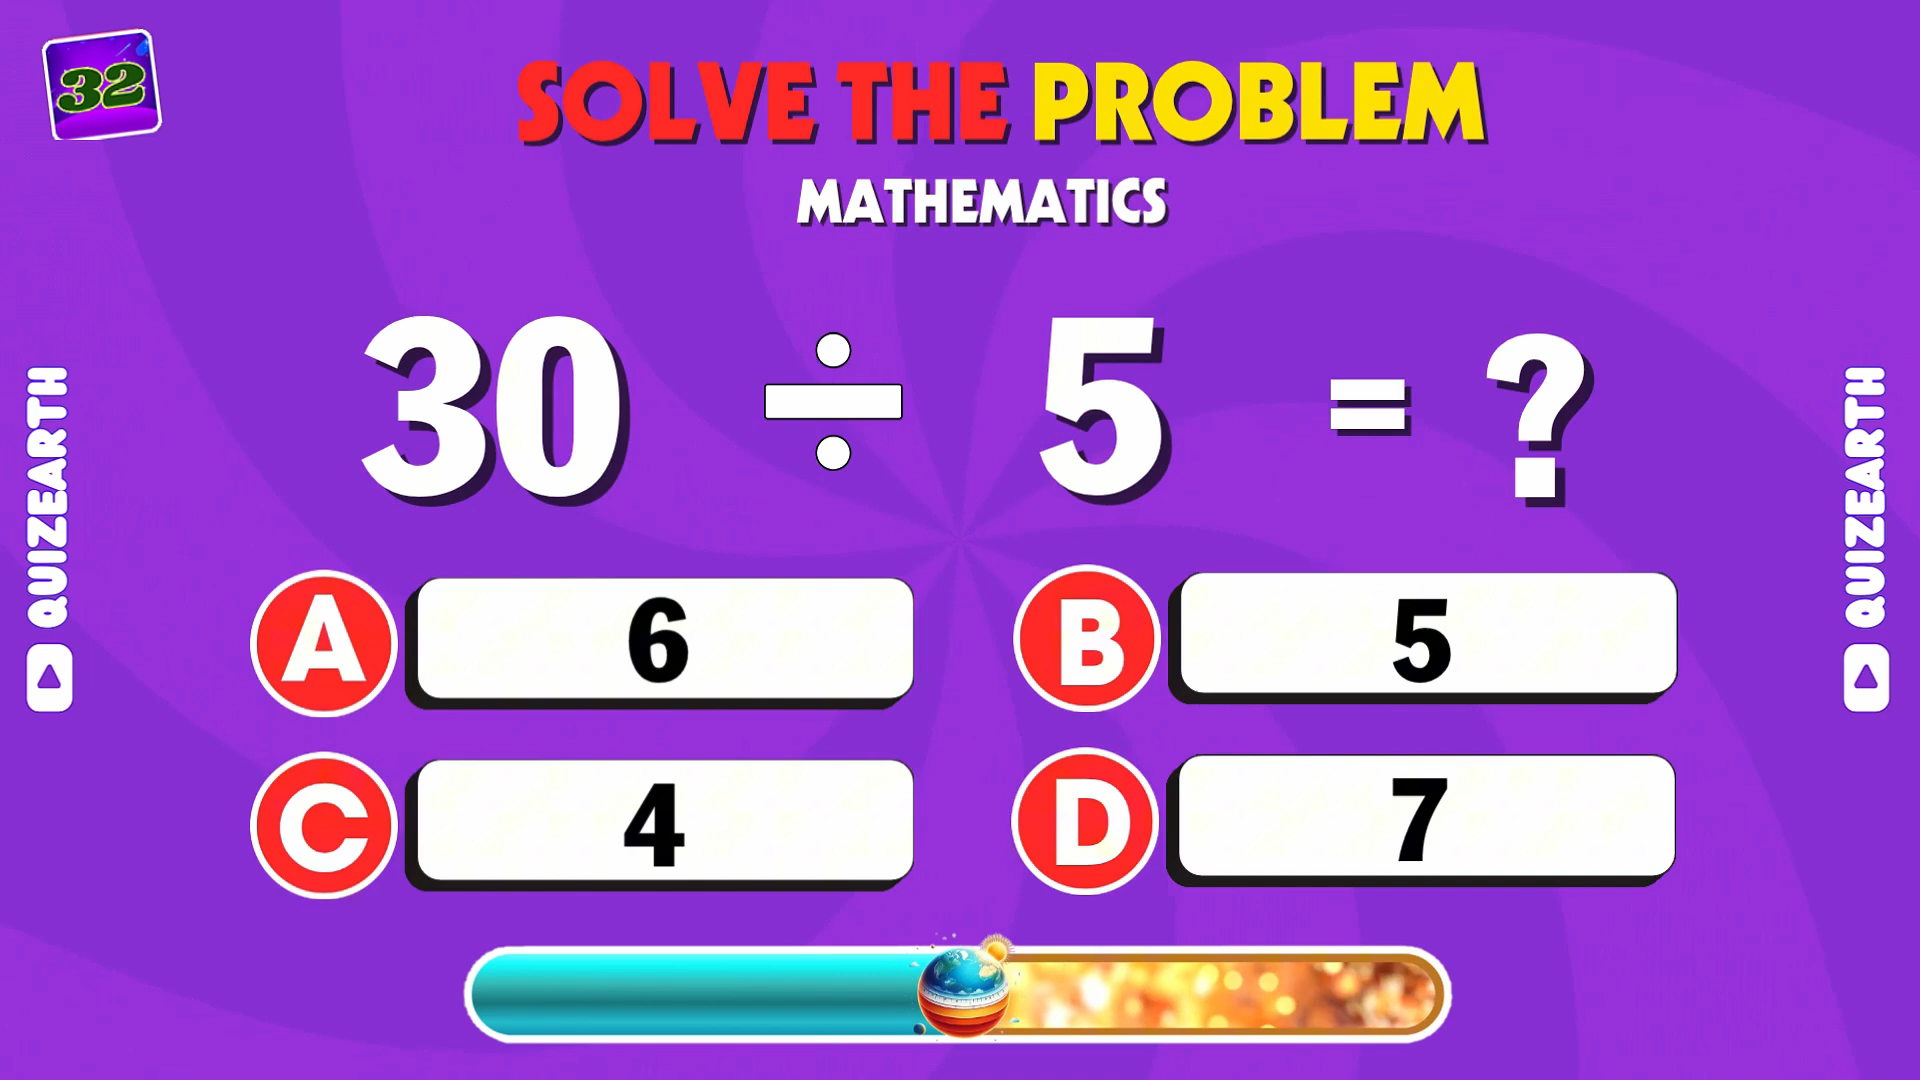 32
SOLVE THE PROBLEM
MATHEMATICS
30 ÷ 5 = ?
A 6
B 5
C 4
D 7
QUIZEARTH
QUIZEARTH